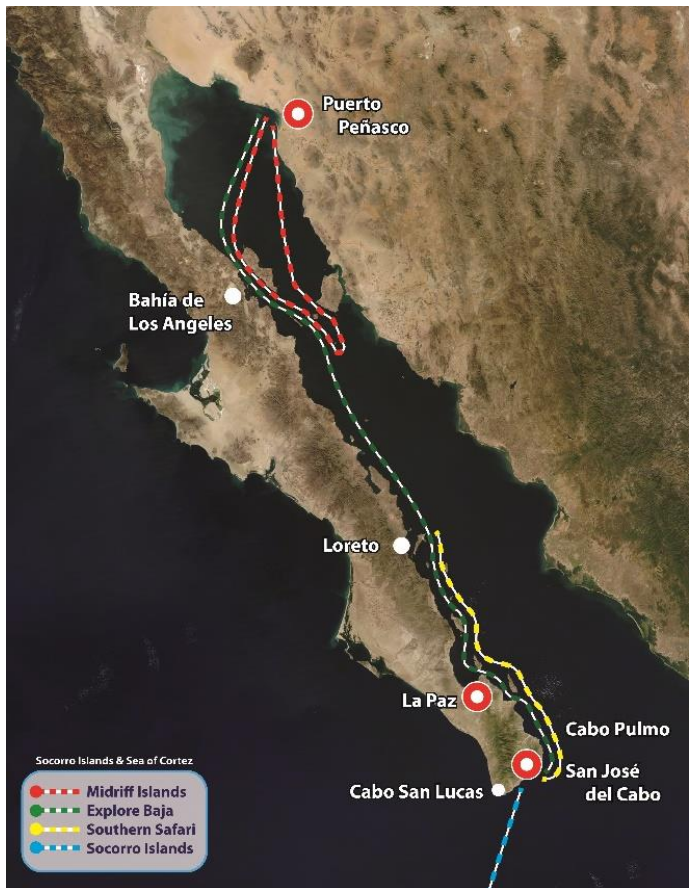 Puerto
Peñasco
Bahía de
Los Angeles
Loreto
La Paz
Cabo Pulmo
San José
del Cabo
Cabo San Lucas
Socorro Islands & Sea of Cortez
Midriff Islands
Explore Baja
Southern Safari
Socorro Islands